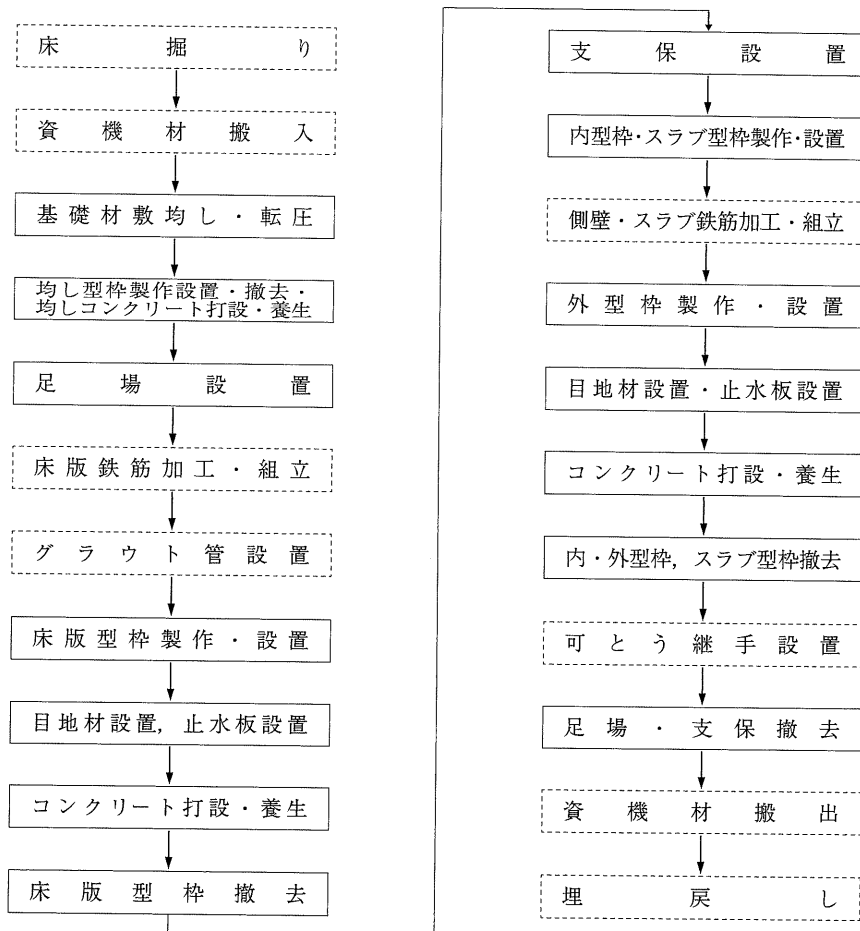 床掘り
資機材搬入
基礎材敷均し・転圧
均し型枠製作設置・撤去・
均しコンクリート打設・養生
足場設置
床版鉄筋加工・組立
グラウト管設置
床版型枠製作・設置
目地材設置, 止水板設置
コンクリート打設・養生
床版型枠撤去
支保設置
内型枠・スラブ型枠製作・設置
側壁・スラブ鉄筋加工・組立
外型枠製作・設置
目地材設置・止水板設置
コンクリート打設・養生
内・外型枠, スラブ型枠撤去
可とう継手設置
足場・支保撤去
資機材搬出
埋戻し